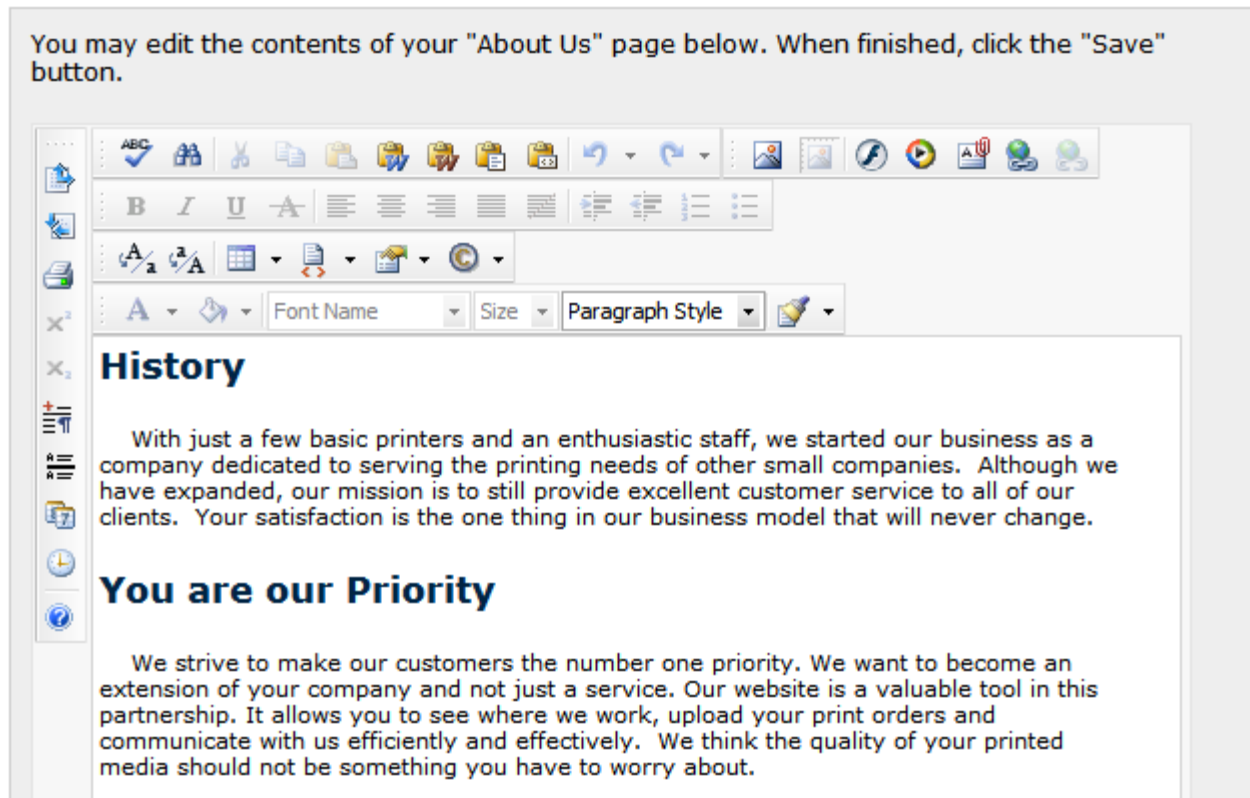 You may edit the contents of your "About Us" page below. When finished, click the "Save"
button.
ABC
B I U A
Font Name Size Paragraph Style
History
With just a few basic printers and an enthusiastic staff, we started our business as a
company dedicated to serving the printing needs of other small companies.  Although we
have expanded, our mission is to still provide excellent customer service to all of our
clients.  Your satisfaction is the one thing in our business model that will never change.
You are our Priority
We strive to make our customers the number one priority. We want to become an
extension of your company and not just a service. Our website is a valuable tool in this
partnership. It allows you to see where we work, upload your print orders and
communicate with us efficiently and effectively.  We think the quality of your printed
media should not be something you have to worry about.